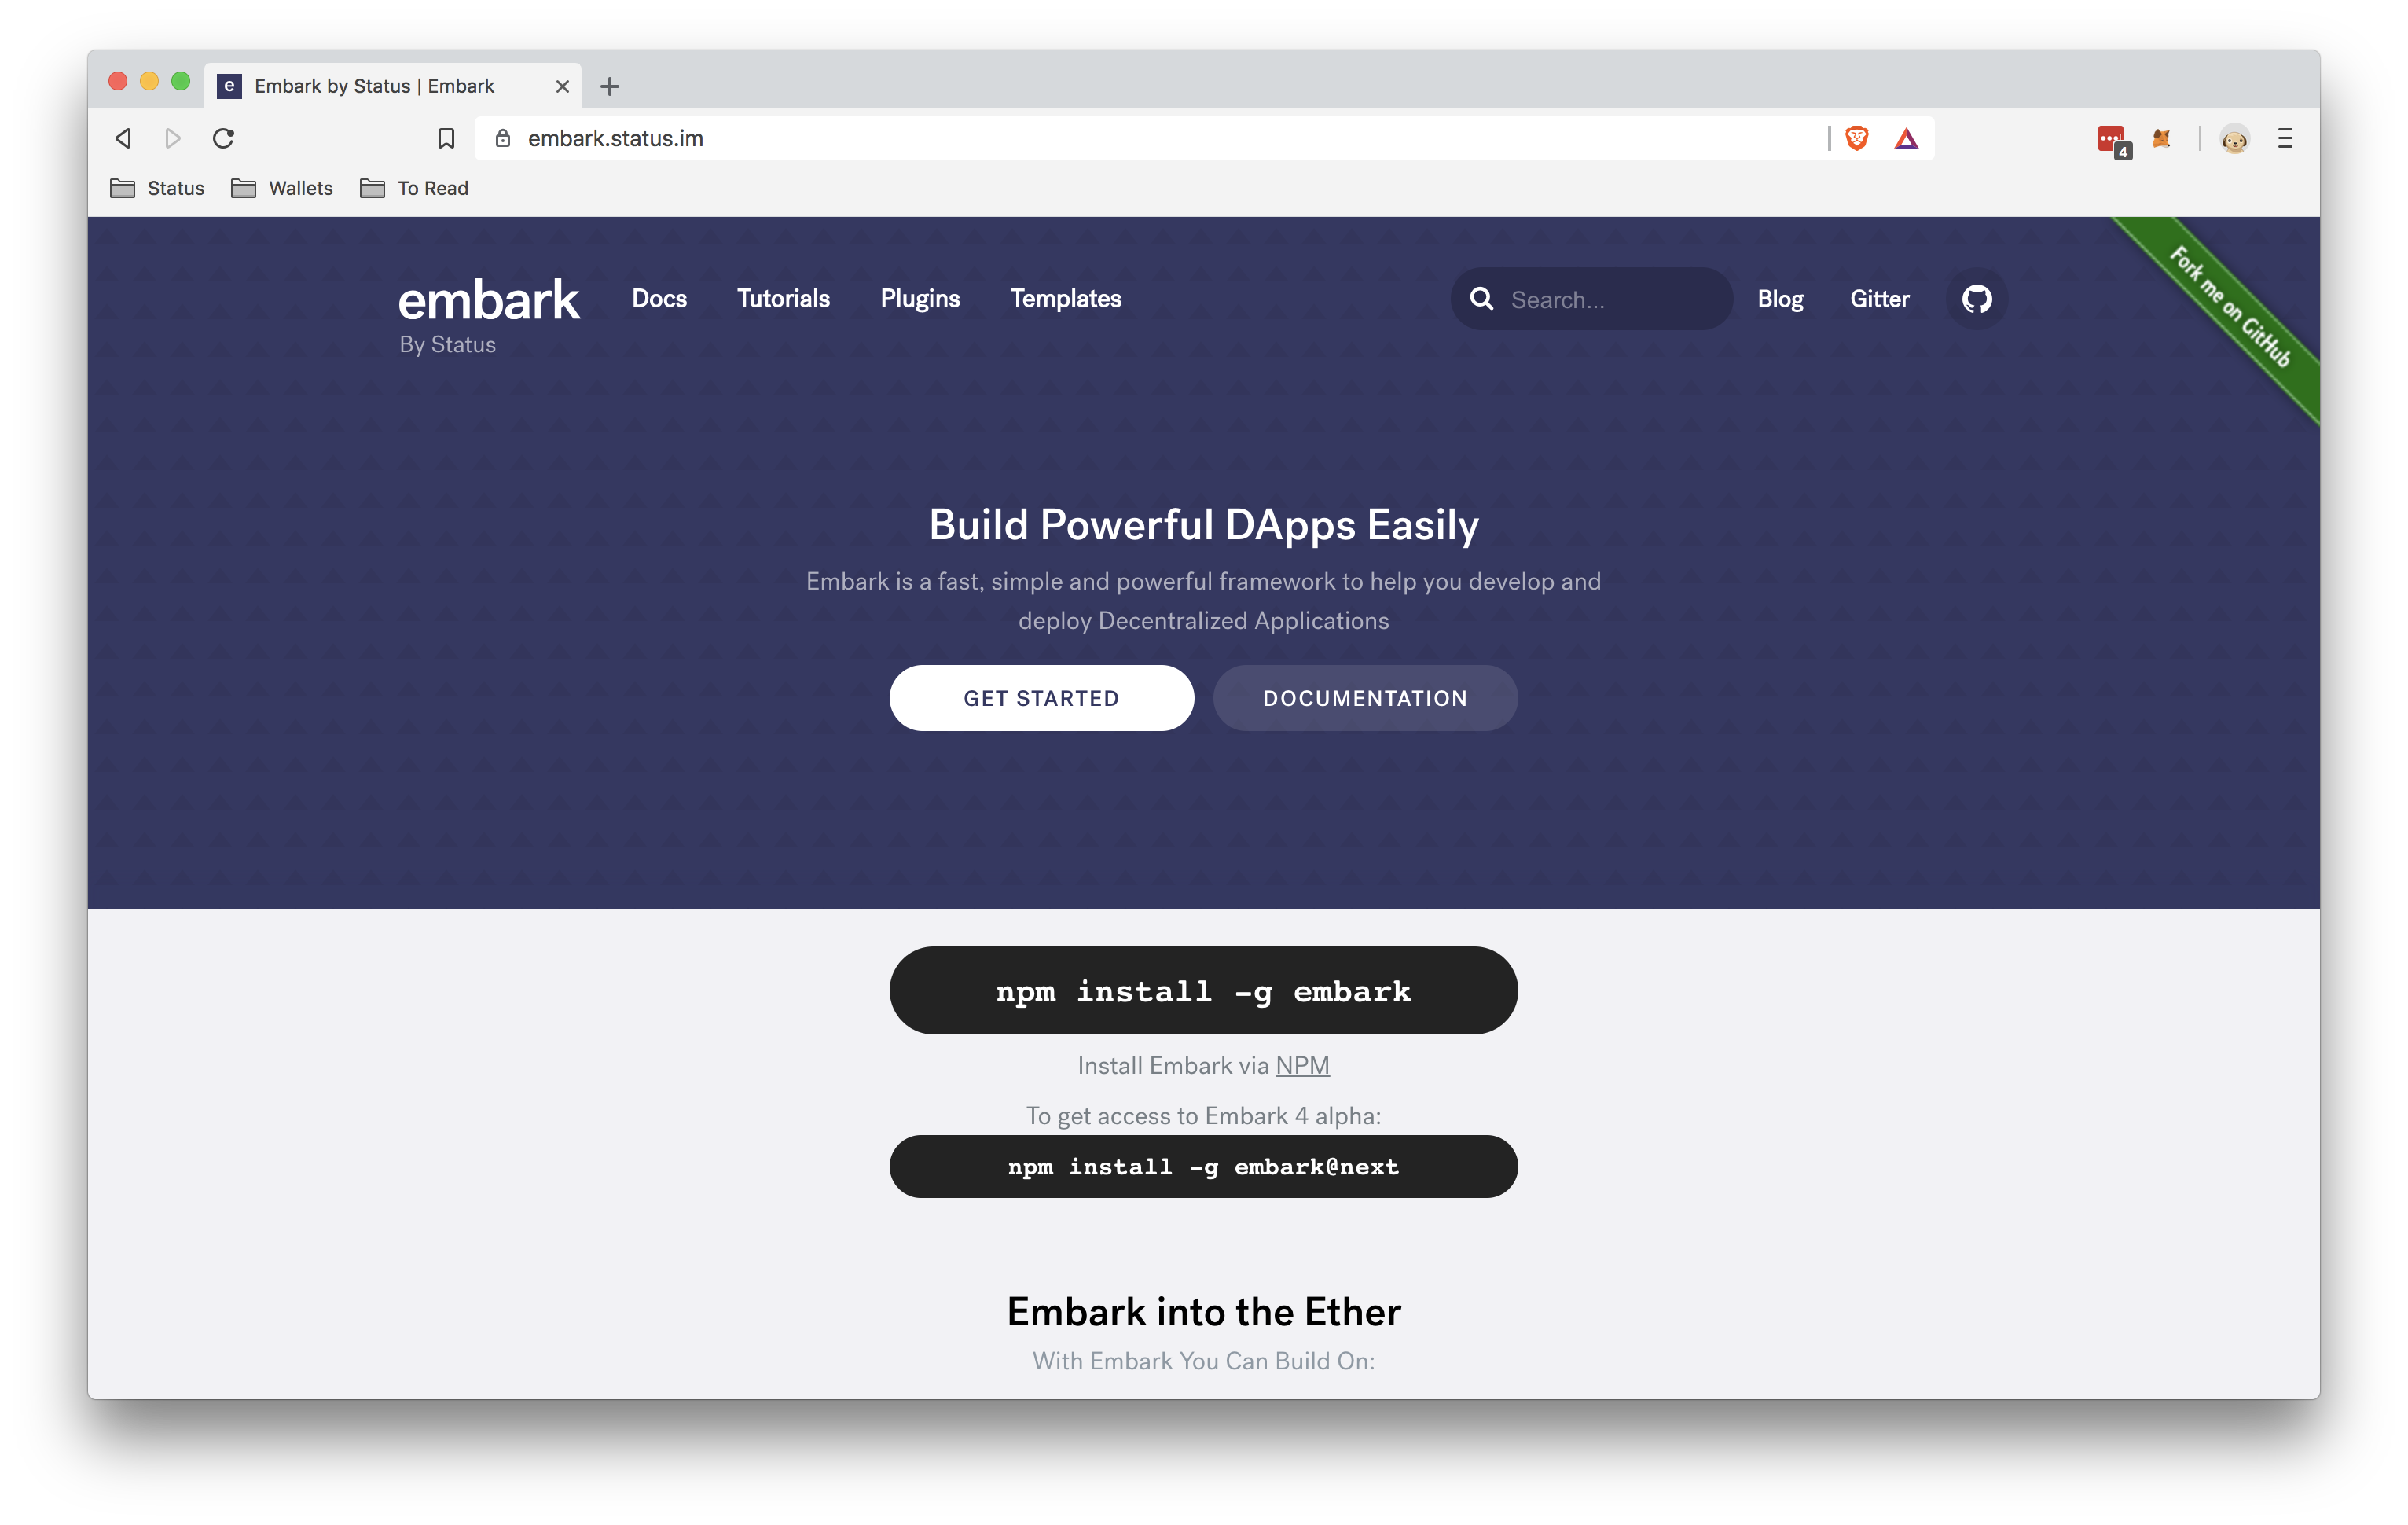 Embark by Status | Embark
embark.status.im
4
Status Wallets To Read
embark Docs Tutorials Plugins Templates Search... Blog Gitter
By Status
Fork me on GitHub
Build Powerful DApps Easily
Embark is a fast, simple and powerful framework to help you develop and
deploy Decentralized Applications
GET STARTED DOCUMENTATION
npm install -g embark
Install Embark via NPM
To get access to Embark 4 alpha:
npm install -g embark@next
Embark into the Ether
With Embark You Can Build On: